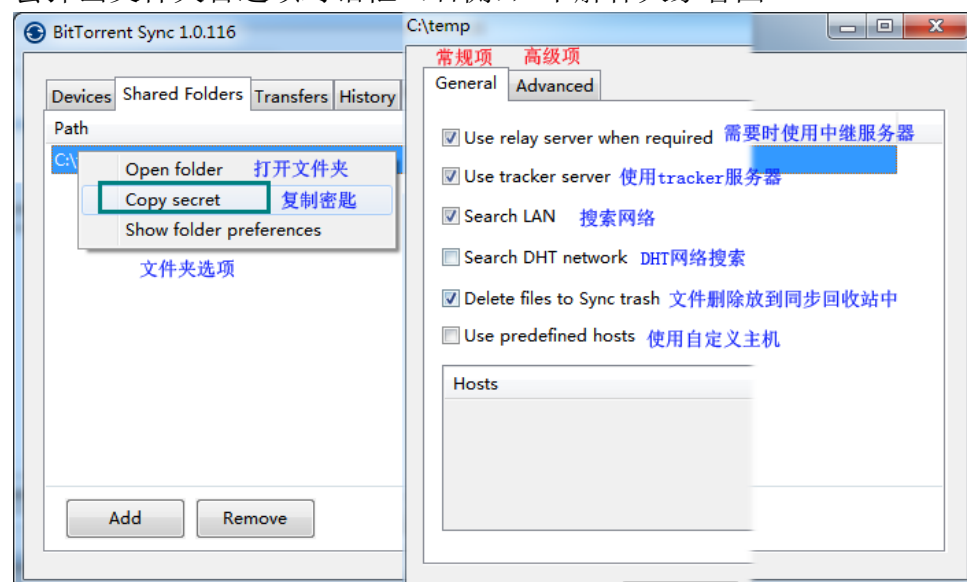 BitTorrent Sync 1.0.116
Devices Shared Folders Transfers History
Path
C:\
Open folder 打开文件夹
Copy secret 复制密匙
Show folder preferences
文件夹选项
Add Remove
C:\temp
常规项 高级项
General Advanced
Use relay server when required 需要时使用中继服务器
Use tracker server 使用tracker服务器
Search LAN 搜索网络
Search DHT network DHT网络搜索
Delete files to Sync trash 文件删除放到同步回收站中
Use predefined hosts 使用自定义主机
Hosts